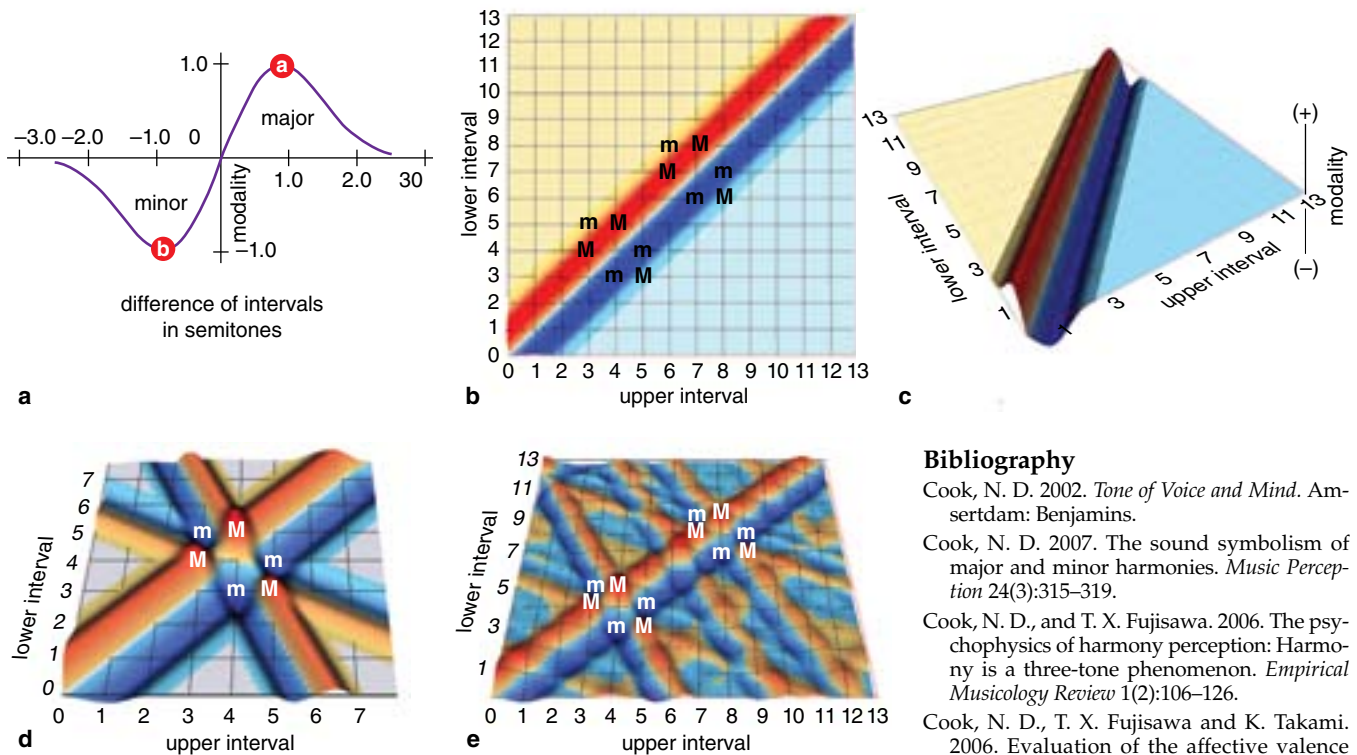 1.0
a
major
−3.0 −2.0 −1.0 0
1.0 2.0 30
minor
modality
b
−1.0
difference of intervals
in semitones
a
13
12
11
10
9
8
7
6
5
4
3
2
1
0
lower interval
m M
M m
m M
m M
M m
m M
0 1 2 3 4 5 6 7 8 9 10 11 12 13
upper interval
b
13
11
9
7
5
3
1
lower interval
1
3
5
7
9
11
13
upper interval
(+)
modality
(−)
c
7
6
5
4
3
2
1
0
lower interval
m M
M m
m M
0 1 2 3 4 5 6 7
upper interval
d
13
11
9
7
5
3
1
lower interval
m M
M m
m M
m M
M m
m M
0 1 2 3 4 5 6 7 8 9 10 11 12 13
upper interval
e
Bibliography
Cook, N. D. 2002. Tone of Voice and Mind. Am-
sertdam: Benjamins.
Cook, N. D. 2007. The sound symbolism of
major and minor harmonies. Music Percep-
tion 24(3):315–319.
Cook, N. D., and T. X. Fujisawa. 2006. The psy-
chophysics of harmony perception: Harmo-
ny is a three-tone phenomenon. Empirical
Musicology Review 1(2):106–126.
Cook, N. D., T. X. Fujisawa and K. Takami.
2006. Evaluation of the affective valence